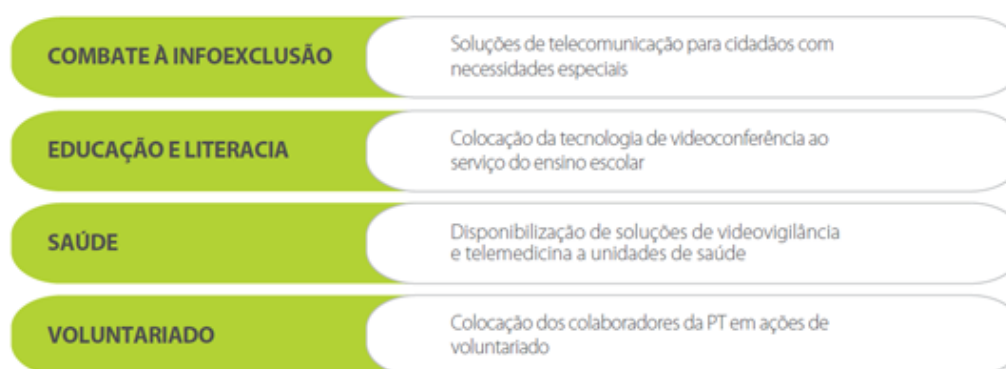 COMBATE À INFOEXCLUSÃO
Soluções de telecomunicação para cidadãos com
necessidades especiais
EDUCAÇÃO E LITERACIA
Colocação da tecnologia de videoconferência ao
serviço do ensino escolar
SAÚDE
Disponibilização de soluções de videovigilância
e telemedicina a unidades de saúde
VOLUNTARIADO
Colocação dos colaboradores da PT em ações de
voluntariado